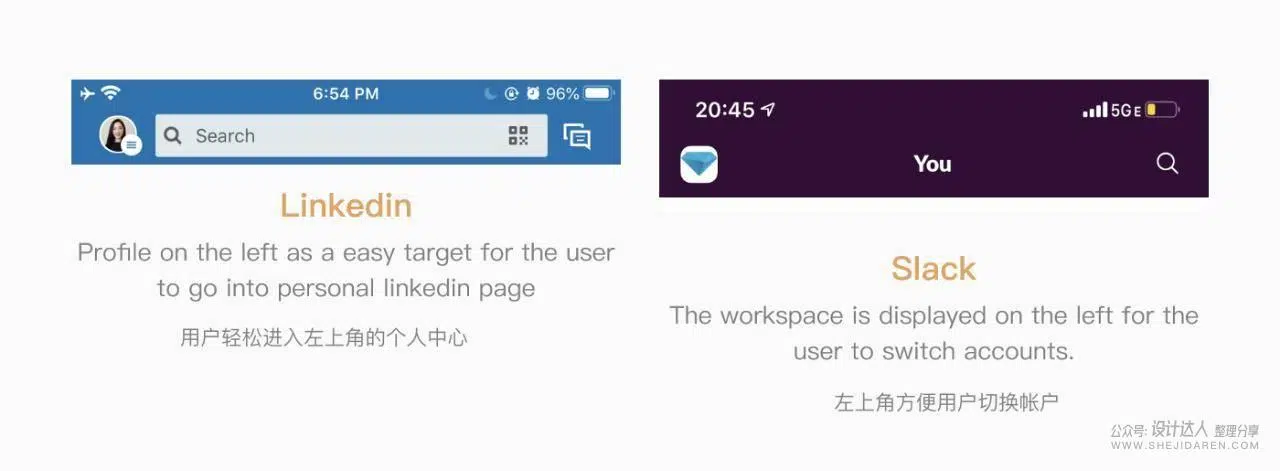 6:54 PM
96%
Search
Linkedin
Profile on the left as a easy target for the user
to go into personal linkedin page
用户轻松进入左上角的个人中心
20:45
5GE
You
Slack
The workspace is displayed on the left for the
user to switch accounts.
左上角方便用户切换帐户
公众号: 设计达人 整理分享
WWW.SHEJIDAREN.COM